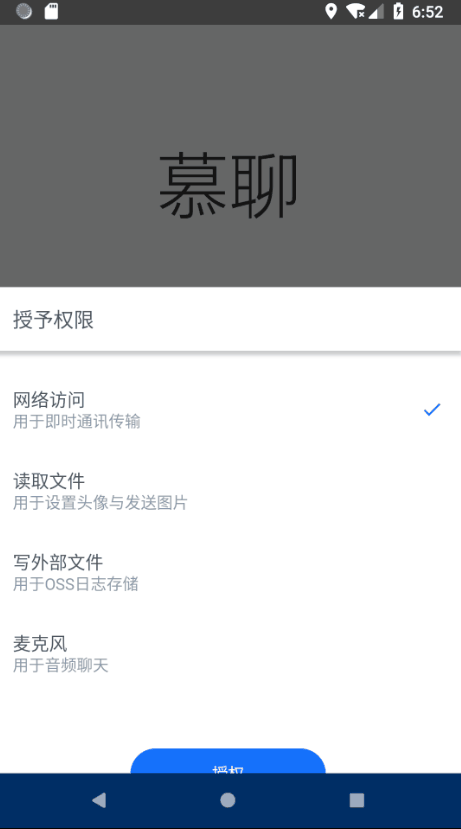 6:52
慕聊
授予权限
网络访问
用于即时通讯传输
读取文件
用于设置头像与发送图片
写外部文件
用于OSS日志存储
麦克风
用于音频聊天
授权